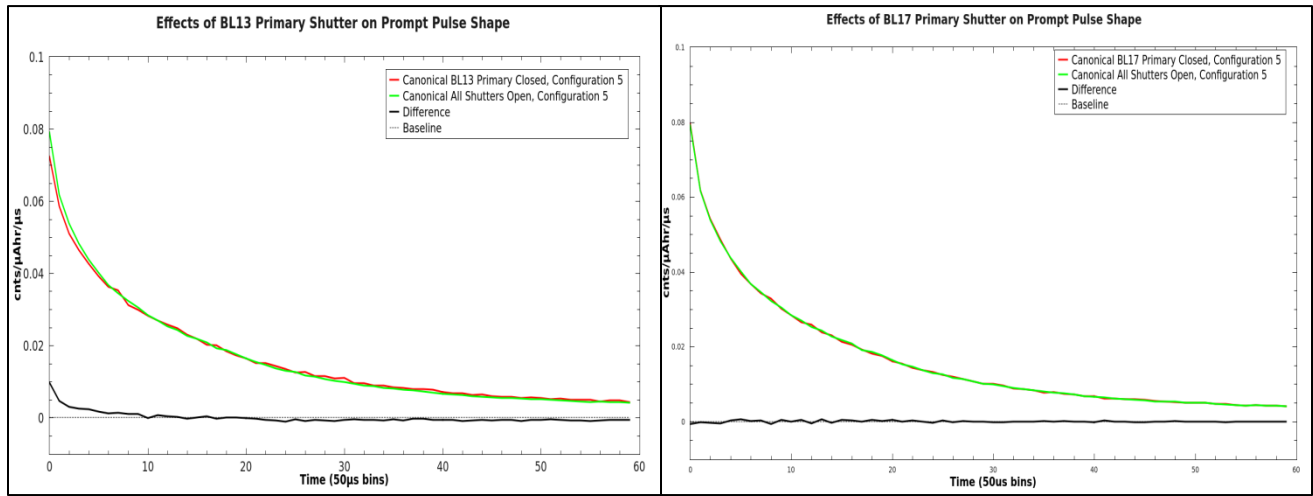 Effects of BL13 Primary Shutter on Prompt Pulse Shape
Canonical BL13 Primary Closed, Configuration 5
Canonical All Shutters Open, Configuration 5
Difference
Baseline
cnts/µAhr/µs
0.1
0.08
0.06
0.04
0.02
0
0 10 20 30 40 50 60
Time (50µs bins)
Effects of BL17 Primary Shutter on Prompt Pulse Shape
Canonical BL17 Primary Closed, Configuration 5
Canonical All Shutters Open, Configuration 5
Difference
Baseline
cnts/µAhr/µs
0.1
0.08
0.06
0.04
0.02
0
0 10 20 30 40 50 60
Time (50us bins)